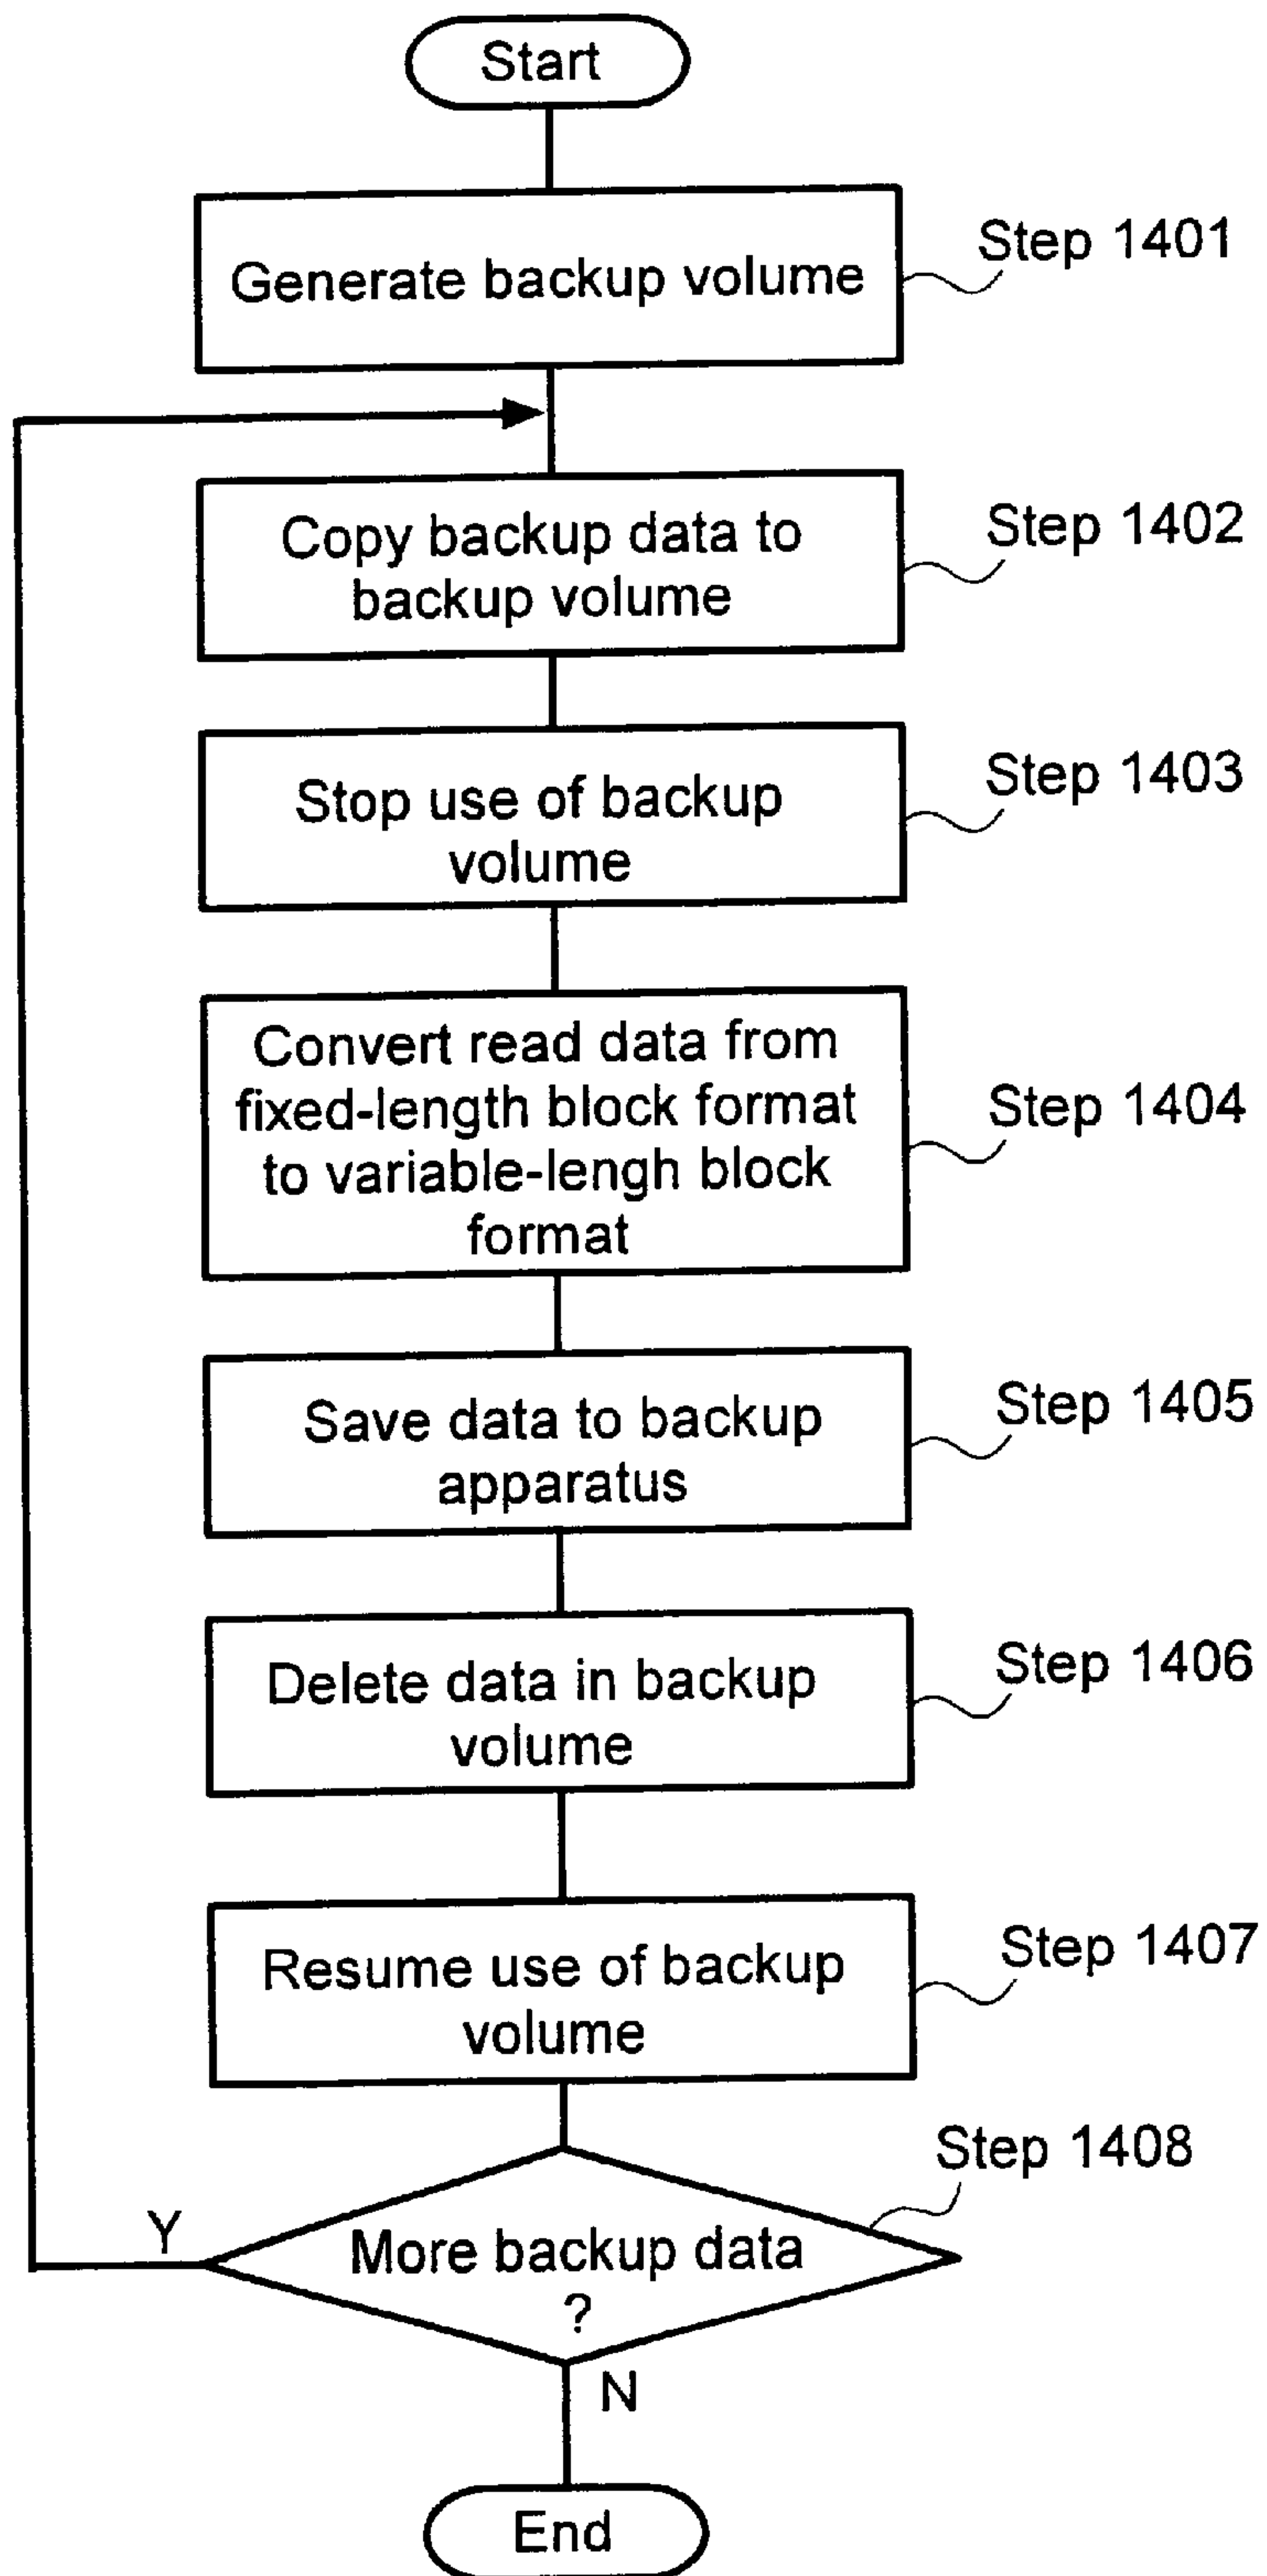 Start
Generate backup volume
Step 1401
Copy backup data to
backup volume
Step 1402
Stop use of backup
volume
Step 1403
Convert read data from
fixed-length block format
to variable-lengh block
format
Step 1404
Save data to backup
apparatus
Step 1405
Delete data in backup
volume
Step 1406
Resume use of backup
volume
Step 1407
Step 1408
Y
More backup data
?
N
End